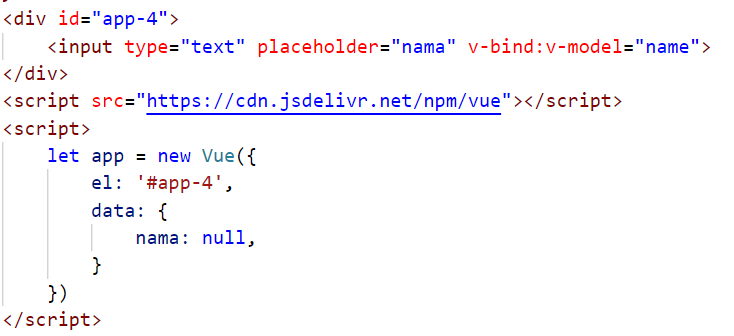 <div id="app-4">
    <input type="text" placeholder="nama" v-bind:v-model="name">
</div>
<script src="https://cdn.jsdelivr.net/npm/vue"></script>
<script>
    let app = new Vue({
        el: '#app-4',
        data: {
            nama: null,
        }
    })
</script>